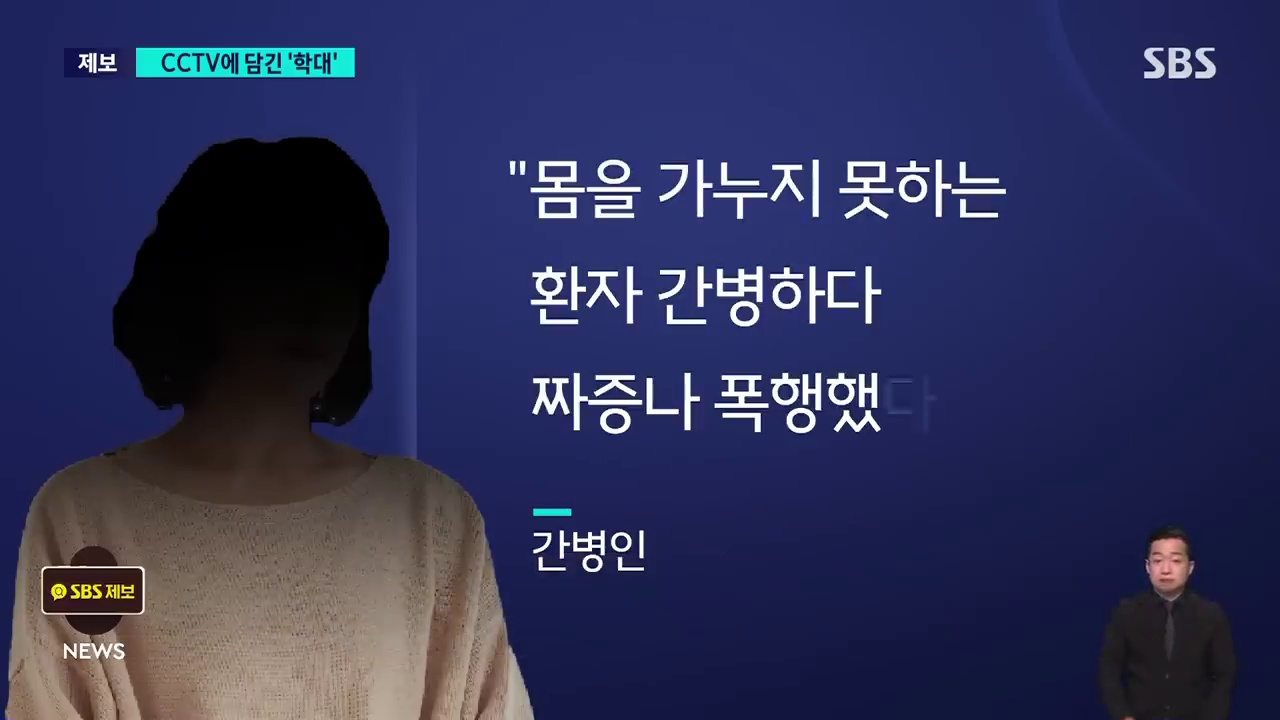 제보 CCTV에 담긴 '학대'
SBS
"몸을 가누지 못하는
환자 간병하다
짜증나 폭행했다
간병인
SBS 제보
NEWS